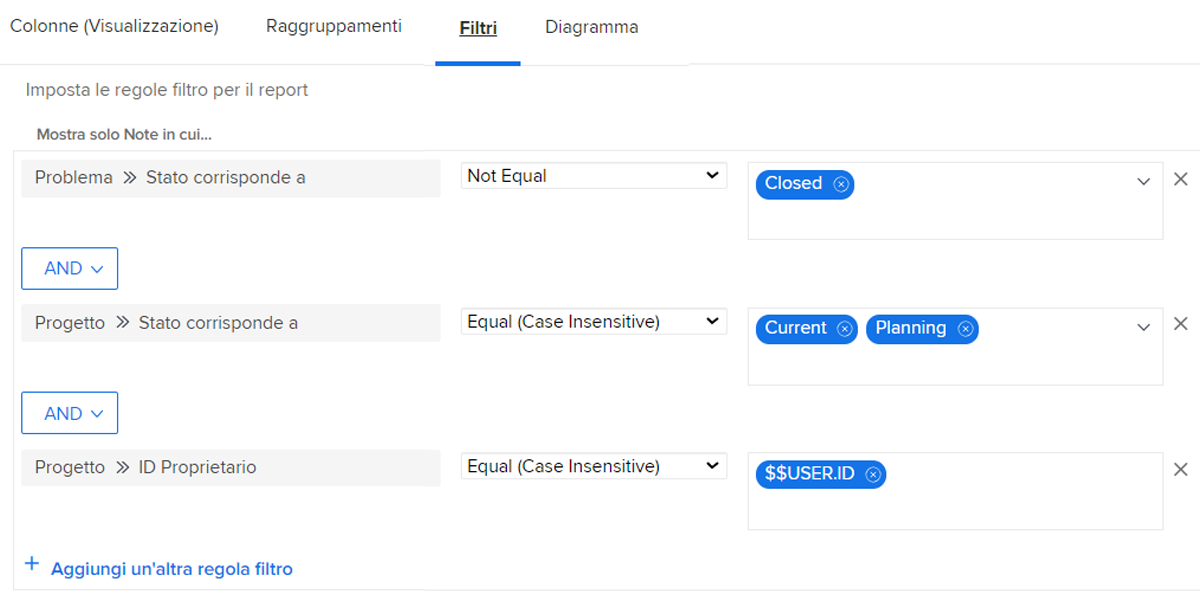 Colonne (Visualizzazione) Raggruppamenti Filtri Diagramma
Imposta le regole filtro per il report
Mostra solo Note in cui...
Problema >> Stato corrisponde a Not Equal Closed
AND
Progetto >> Stato corrisponde a Equal (Case Insensitive) Current Planning
AND
Progetto >> ID Proprietario Equal (Case Insensitive) $$USER.ID
+ Aggiungi un'altra regola filtro